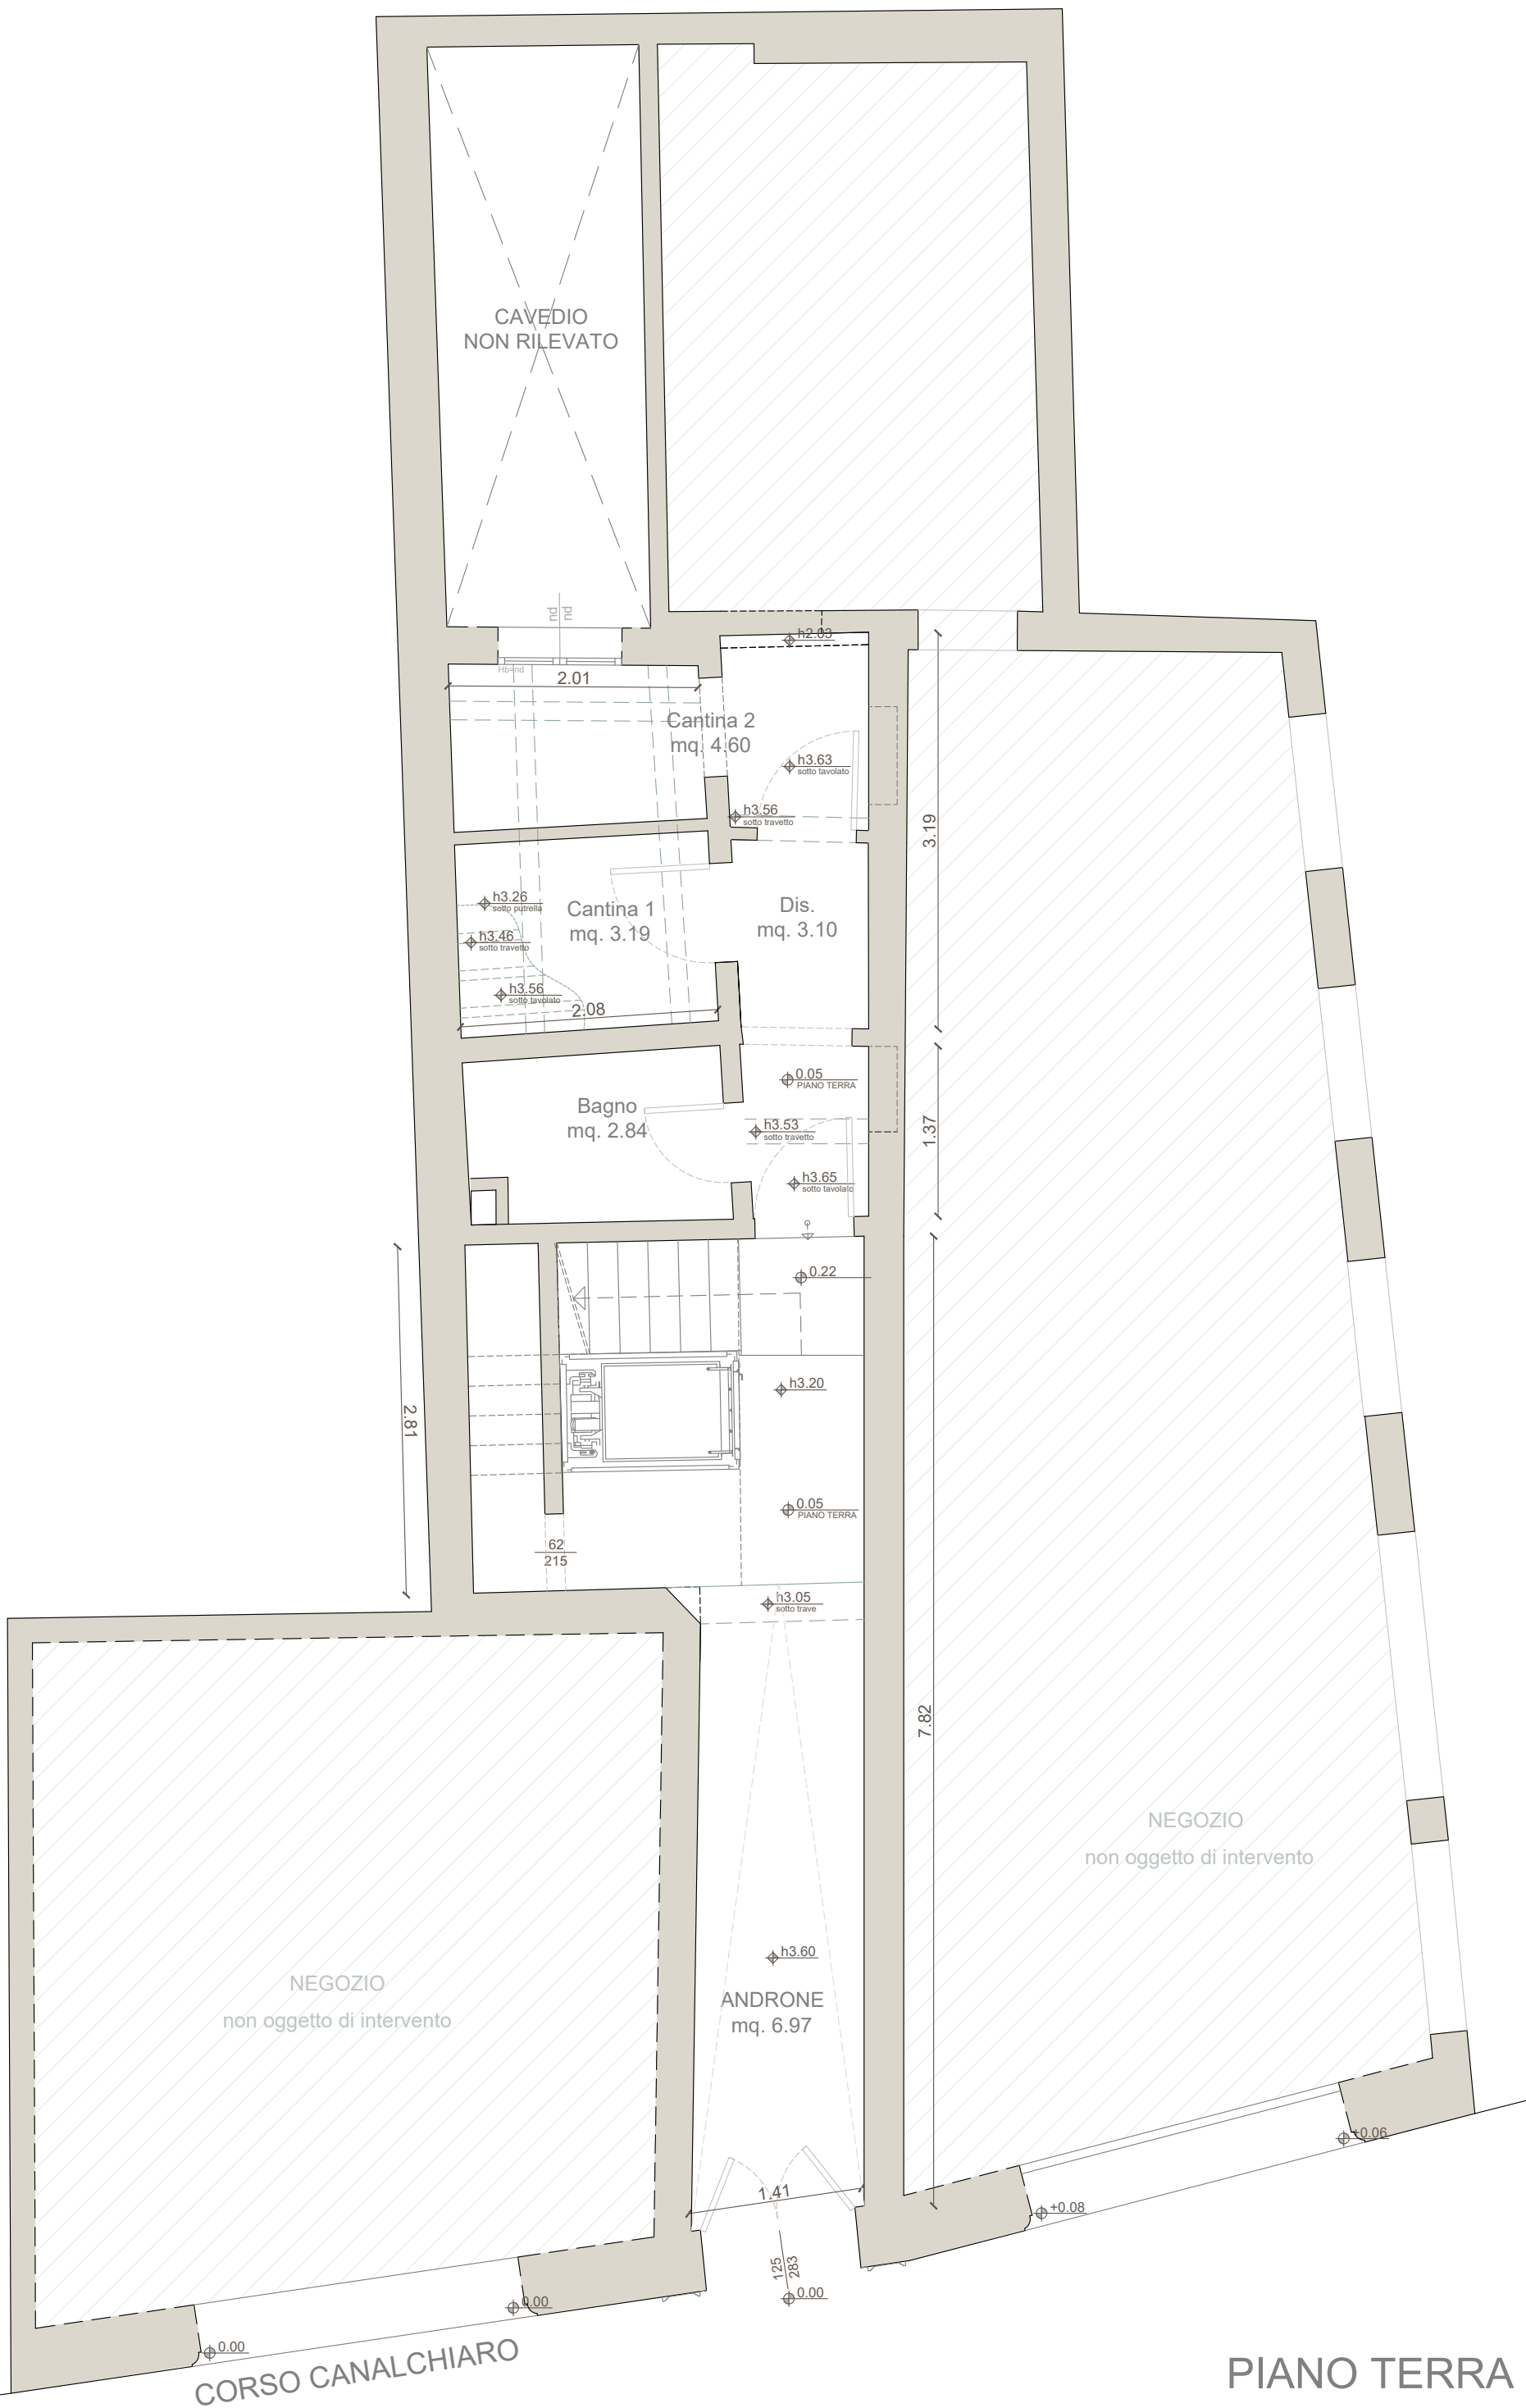 CAVEDIO
NON RILEVATO
nd
nd
Hb=nd
h2.03
2.01
Cantina 2
mq. 4.60
h3.63
sotto tavolato
h3.56
sotto travetto
3.19
h3.26
sotto putrella
Cantina 1
mq. 3.19
Dis.
mq. 3.10
h3.46
sotto travetto
h3.56
sotto tavolato
2.08
0.05
PIANO TERRA
Bagno
mq. 2.84
h3.53
sotto travetto
1.37
h3.65
sotto tavolato
0.22
h3.20
2.81
0.05
PIANO TERRA
62
215
h3.05
sotto trave
7.82
NEGOZIO
non oggetto di intervento
h3.60
NEGOZIO
non oggetto di intervento
ANDRONE
mq. 6.97
+0.06
1.41
+0.08
125
283
0.00
0.00
0.00
CORSO CANALCHIARO
PIANO TERRA